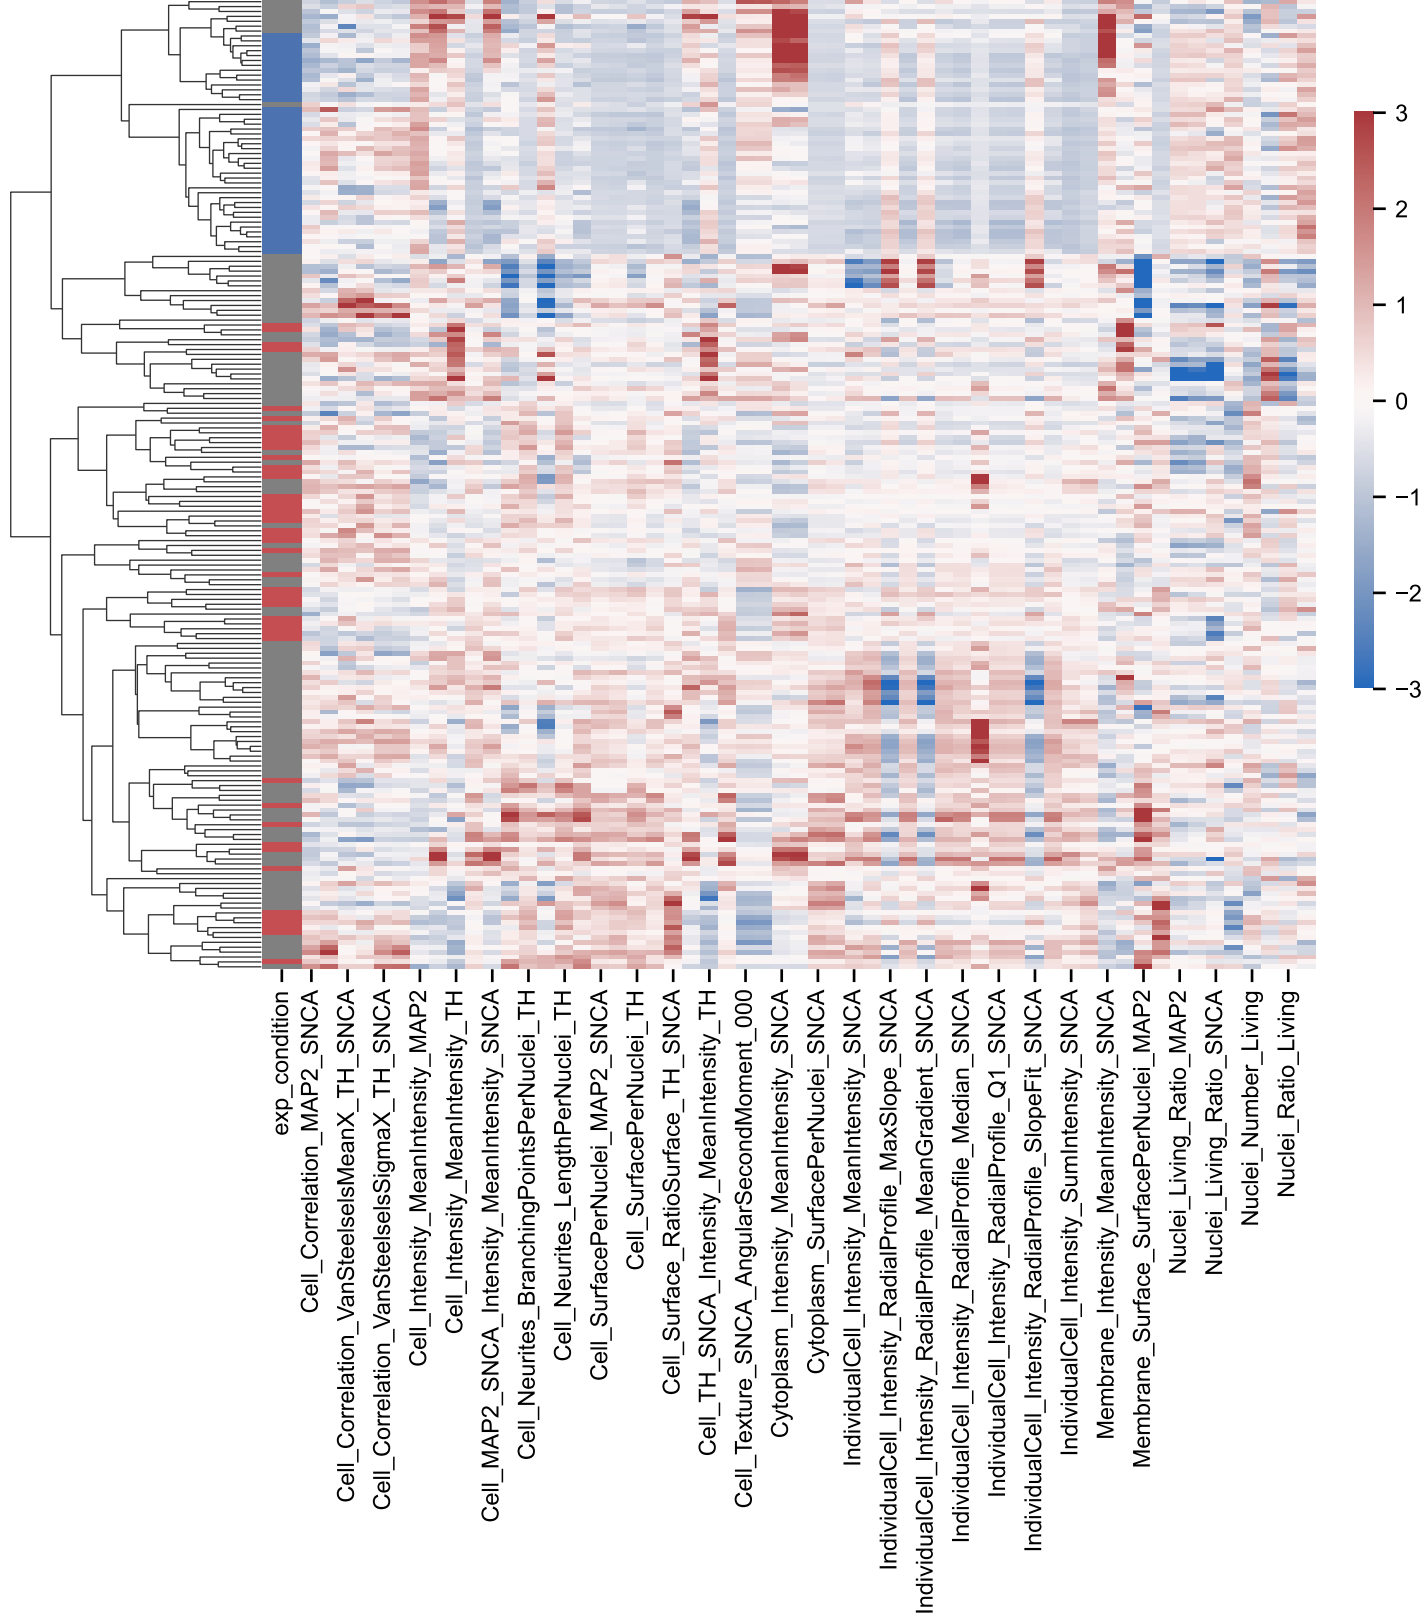 3
2
1
0
−1
−2
−3
exp_condition
Cell_Correlation_MAP2_SNCA
Cell_Correlation_VanSteelselsMeanX_TH_SNCA
Cell_Correlation_VanSteelselsSigmaX_TH_SNCA
Cell_Intensity_MeanIntensity_MAP2
Cell_Intensity_MeanIntensity_TH
Cell_MAP2_SNCA_Intensity_MeanIntensity_SNCA
Cell_Neurites_BranchingPointsPerNuclei_TH
Cell_Neurites_LengthPerNuclei_TH
Cell_SurfacePerNuclei_MAP2_SNCA
Cell_SurfacePerNuclei_TH
Cell_Surface_RatioSurface_TH_SNCA
Cell_TH_SNCA_Intensity_MeanIntensity_TH
Cell_Texture_SNCA_AngularSecondMoment_000
Cytoplasm_Intensity_MeanIntensity_SNCA
Cytoplasm_SurfacePerNuclei_SNCA
IndividualCell_Intensity_MeanIntensity_SNCA
IndividualCell_Intensity_RadialProfile_MaxSlope_SNCA
IndividualCell_Intensity_RadialProfile_MeanGradient_SNCA
IndividualCell_Intensity_RadialProfile_Median_SNCA
IndividualCell_Intensity_RadialProfile_Q1_SNCA
IndividualCell_Intensity_RadialProfile_SlopeFit_SNCA
IndividualCell_Intensity_SumIntensity_SNCA
Membrane_Intensity_MeanIntensity_SNCA
Membrane_Surface_SurfacePerNuclei_MAP2
Nuclei_Living_Ratio_MAP2
Nuclei_Living_Ratio_SNCA
Nuclei_Number_Living
Nuclei_Ratio_Living